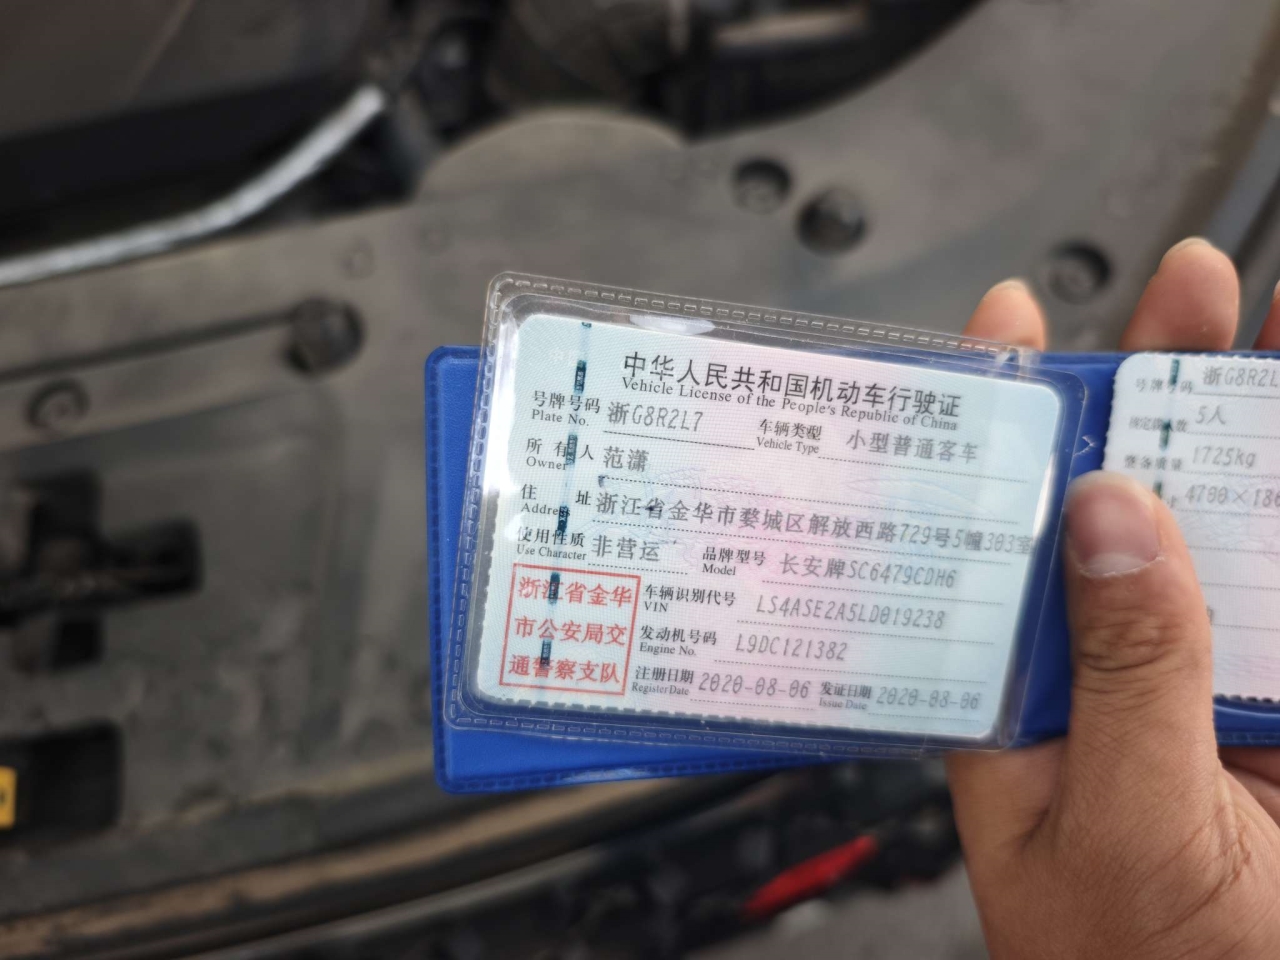 中华人民共和国机动车行驶证
Vehicle License of the People's Republic of China
号牌号码 浙G8R2L7 车辆类型 小型普通客车
Plate No. Vehicle Type
所有人 范潇
Owner
住址 浙江省金华市婺城区解放西路729号5幢303室
Address
使用性质 非营运 品牌型号 长安牌SC6479CDH6
Use Character Model
浙江省金华
市公安局交
通警察支队
车辆识别代号 LS4ASE2A5LD019238
VIN
发动机号码 L9DC121382
Engine No.
注册日期 2020-08-06 发证日期 2020-08-06
Register Date Issue Date
号牌号码 浙G8R2L
5人
整备质量 1725kg
4700×186